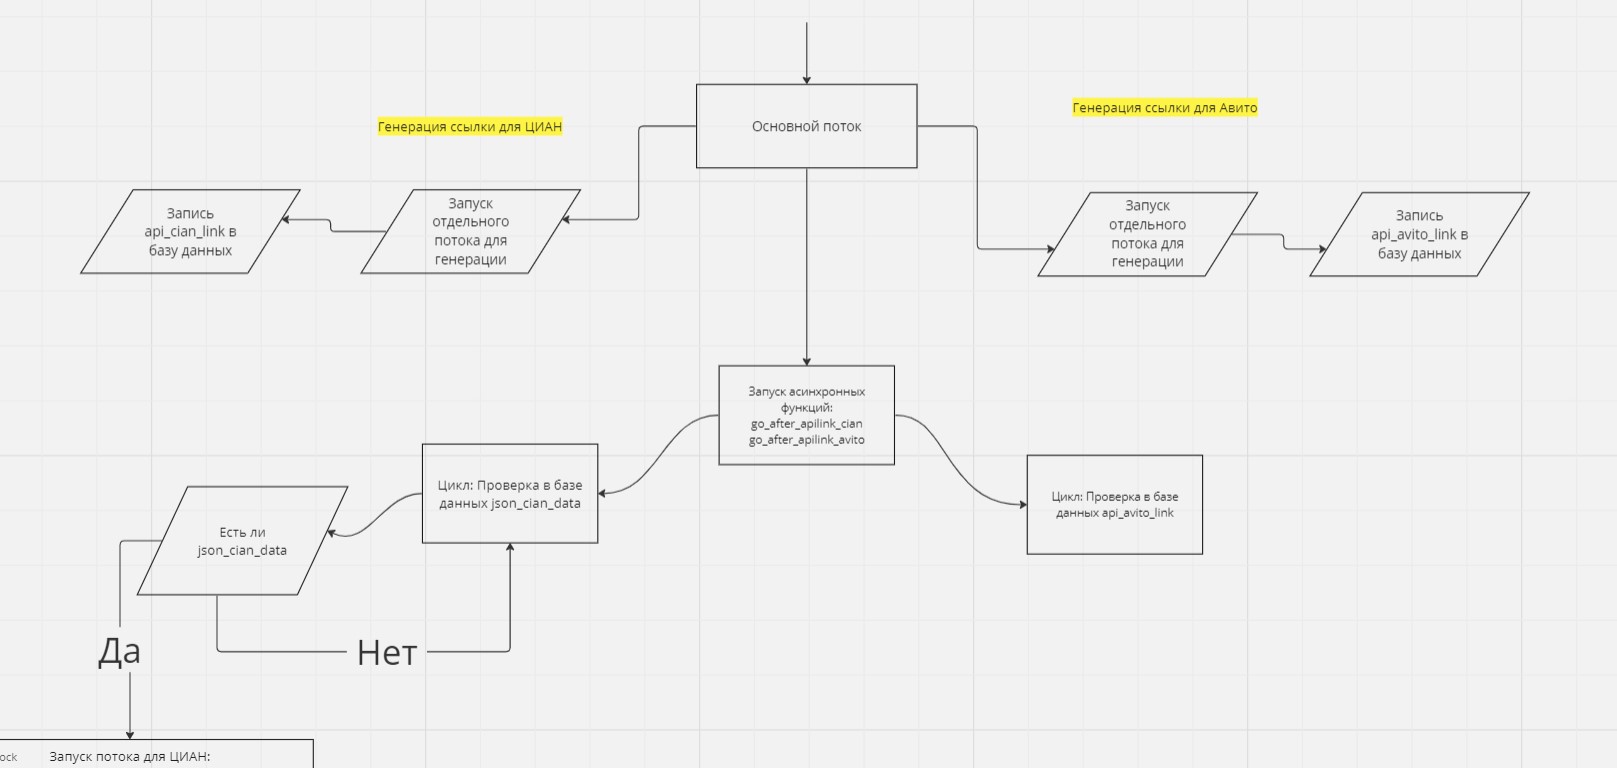 Генерация ссылки для ЦИАН
Основной поток
Генерация ссылки для Авито
Запись
api_cian_link в
базу данных
Запуск
отдельного
потока для
генерации
Запуск
отдельного
потока для
генерации
Запись
api_avito_link в
базу данных
Запуск асинхронных
функций:
go_after_apilink_cian
go_after_apilink_avito
Цикл: Проверка в базе
данных json_cian_data
Цикл: Проверка в базе
данных api_avito_link
Есть ли
json_cian_data
Да
Нет
Запуск потока для ЦИАН: